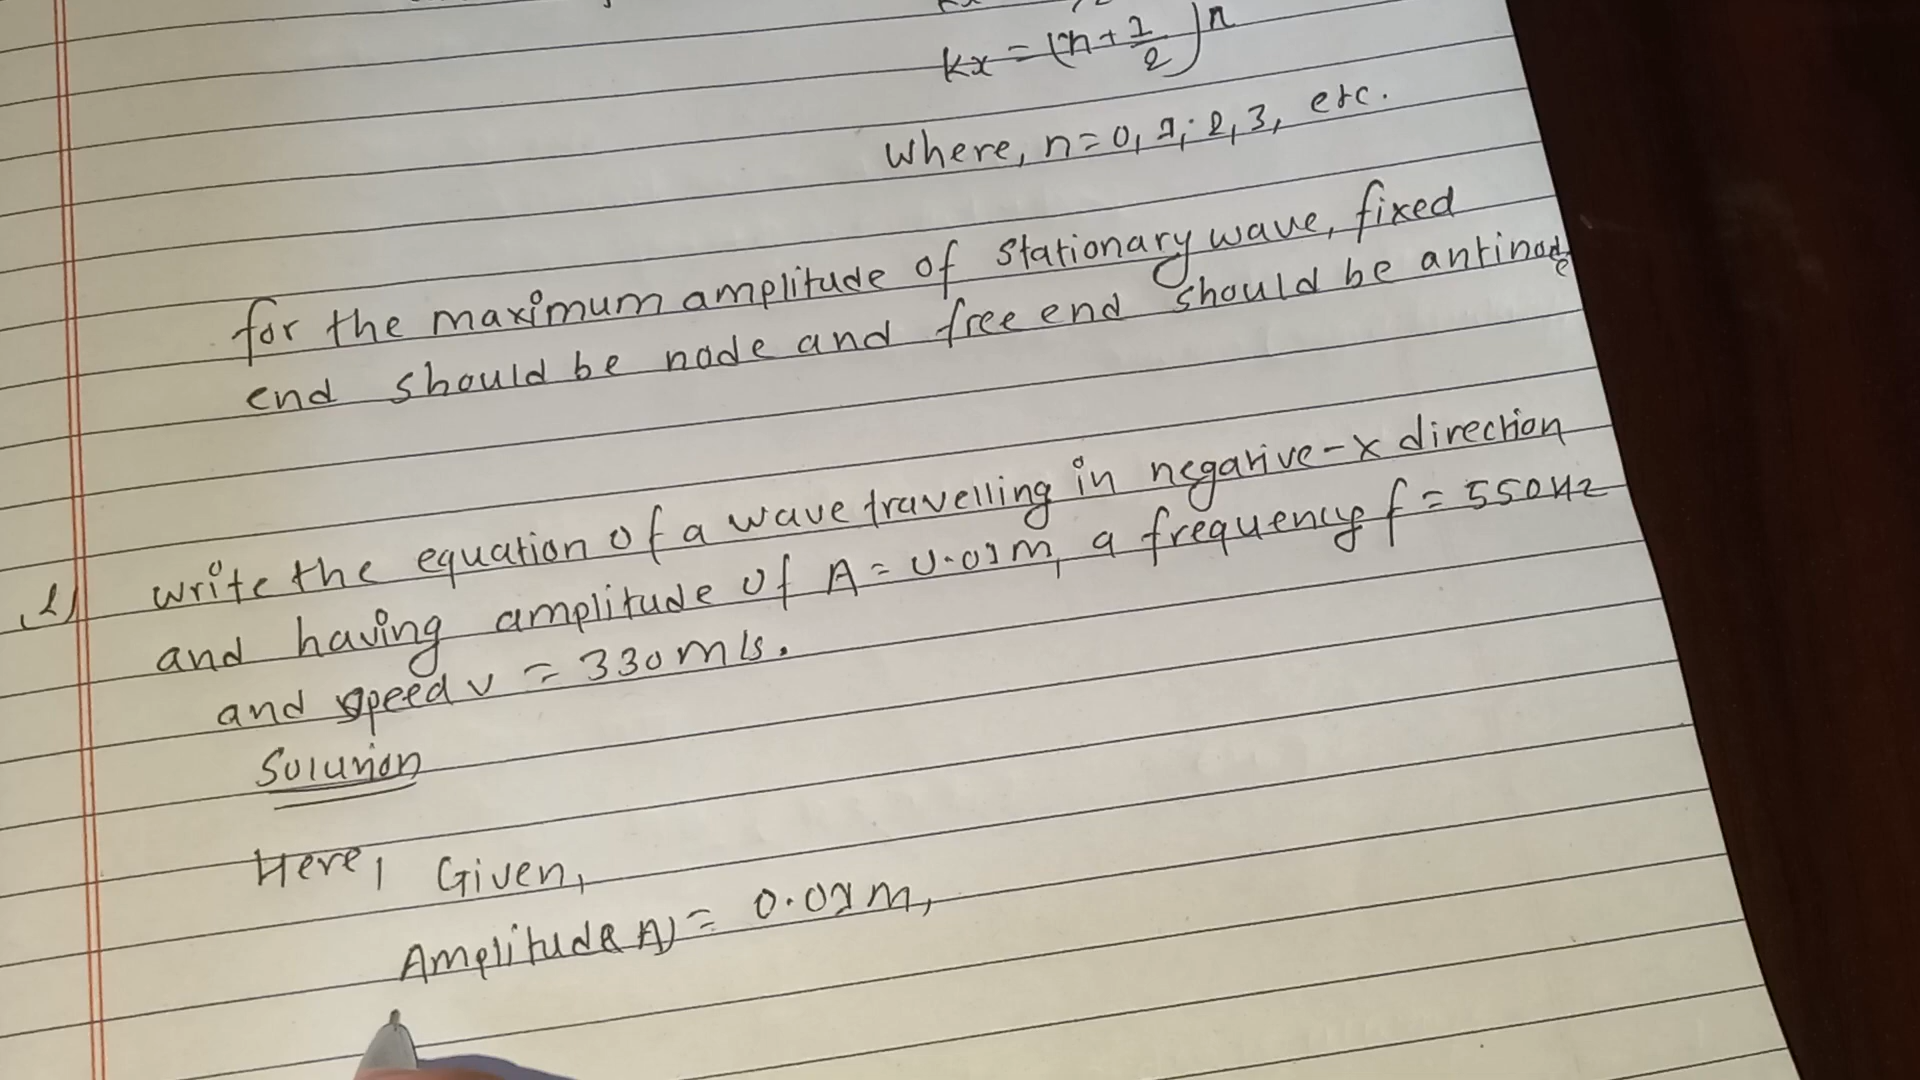 kx = (n + 1/2)π
where, n = 0, 1, 2, 3, etc.
for the maximum amplitude of stationary wave, fixed
end should be node and free end should be antinode
2) write the equation of a wave travelling in negative-x direction
and having amplitude of A = 0.01m, a frequency f = 550Hz
and speed v = 330m/s.
Solution
Here, Given,
Amplitude(A) = 0.01m,